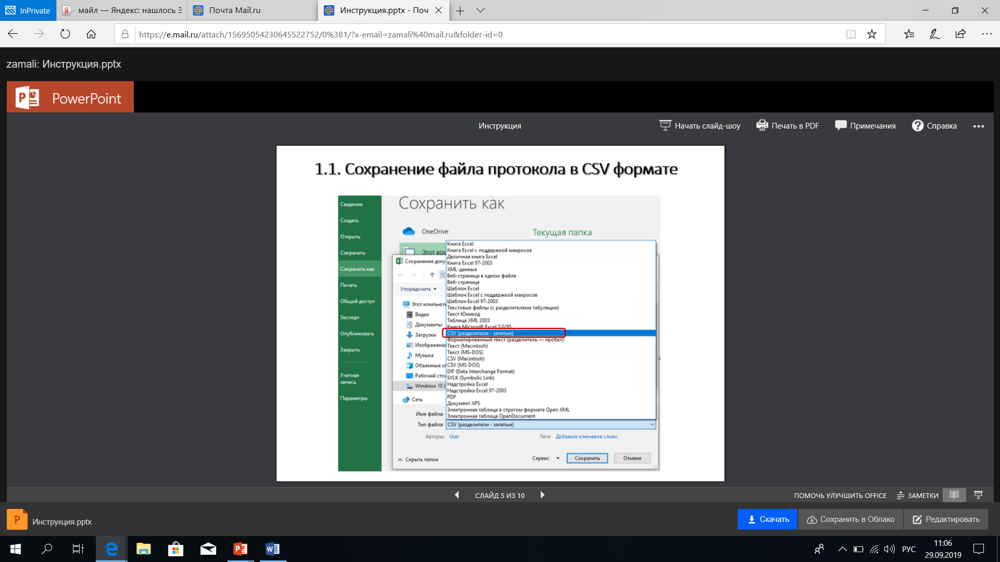 InPrivate
майл — Яндекс: нашлось 3
Почта Mail.ru
Инструкция.pptx - Поч
https://e.mail.ru/attach/15695054230645522752/0%3B1/?x-email=zamali%40mail.ru&folder-id=0
zamali: Инструкция.pptx
PowerPoint
Инструкция
Начать слайд-шоу
Печать в PDF
Примечания
Справка
1.1. Сохранение файла протокола в CSV формате
Сведения
Создать
Открыть
Сохранить
Сохранить как
Печать
Общий доступ
Экспорт
Опубликовать
Закрыть
Учетная
запись
Параметры
Сохранить как
OneDrive
Текущая папка
Этот ком
Сохранение доку
Упорядочить
Этот компьюте
Видео
Документы
Загрузки
Изображени
Музыка
Объемные о
Рабочий сто
Windows 10 (
Сеть
Книга Excel
Книга Excel с поддержкой макросов
Двоичная книга Excel
Книга Excel 97-2003
XML-данные
Веб-страница в одном файле
Веб-страница
Шаблон Excel
Шаблон Excel с поддержкой макросов
Шаблон Excel 97-2003
Текстовые файлы (с разделителями табуляции)
Текст Юникод
Таблица XML 2003
Книга Microsoft Excel 5.0/95
CSV (разделители - запятые)
Форматированный текст (разделитель — пробел)
Текст (Macintosh)
Текст (MS-DOS)
CSV (Macintosh)
CSV (MS-DOS)
DIF (Data Interchange Format)
SYLK (Symbolic Link)
Надстройка Excel
Надстройка Excel 97-2003
PDF
Документ XPS
Электронная таблица в строгом формате Open XML
Электронная таблица OpenDocument
Имя файла:
Тип файла: CSV (разделители - запятые)
Авторы: User
Теги: Добавьте ключевое слово
Скрыть папки
Сервис
Сохранить
Отмена
СЛАЙД 5 ИЗ 10
ПОМОЧЬ УЛУЧШИТЬ OFFICE
ЗАМЕТКИ
Инструкция.pptx
Скачать
Сохранить в Облако
Редактировать
РУС
11:06
29.09.2019